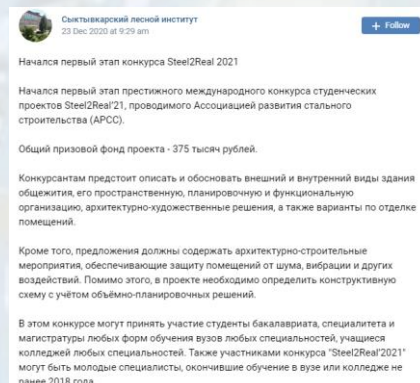 Сыктывкарский лесной институт
23 Dec 2020 at 9:29 am
+ Follow
Начался первый этап конкурса Steel2Real 2021
Начался первый этап престижного международного конкурса студенческих
проектов Steel2Real'21, проводимого Ассоциацией развития стального
строительства (АРСС).
Общий призовой фонд проекта - 375 тысяч рублей.
Конкурсантам предстоит описать и обосновать внешний и внутренний виды здания
общежития, его пространственную, планировочную и функциональную
организацию, архитектурно-художественные решения, а также варианты по отделке
помещений.
Кроме того, предложения должны содержать архитектурно-строительные
мероприятия, обеспечивающие защиту помещений от шума, вибрации и других
воздействий. Помимо этого, в проекте необходимо определить конструктивную
схему с учётом объёмно-планировочных решений.
В этом конкурсе могут принять участие студенты бакалавриата, специалитета и
магистратуры любых форм обучения вузов любых специальностей, учащиеся
колледжей любых специальностей. Также участниками конкурса "Steel2Real'2021"
могут быть молодые специалисты, окончившие обучение в вузе или колледже не
ранее 2018 года